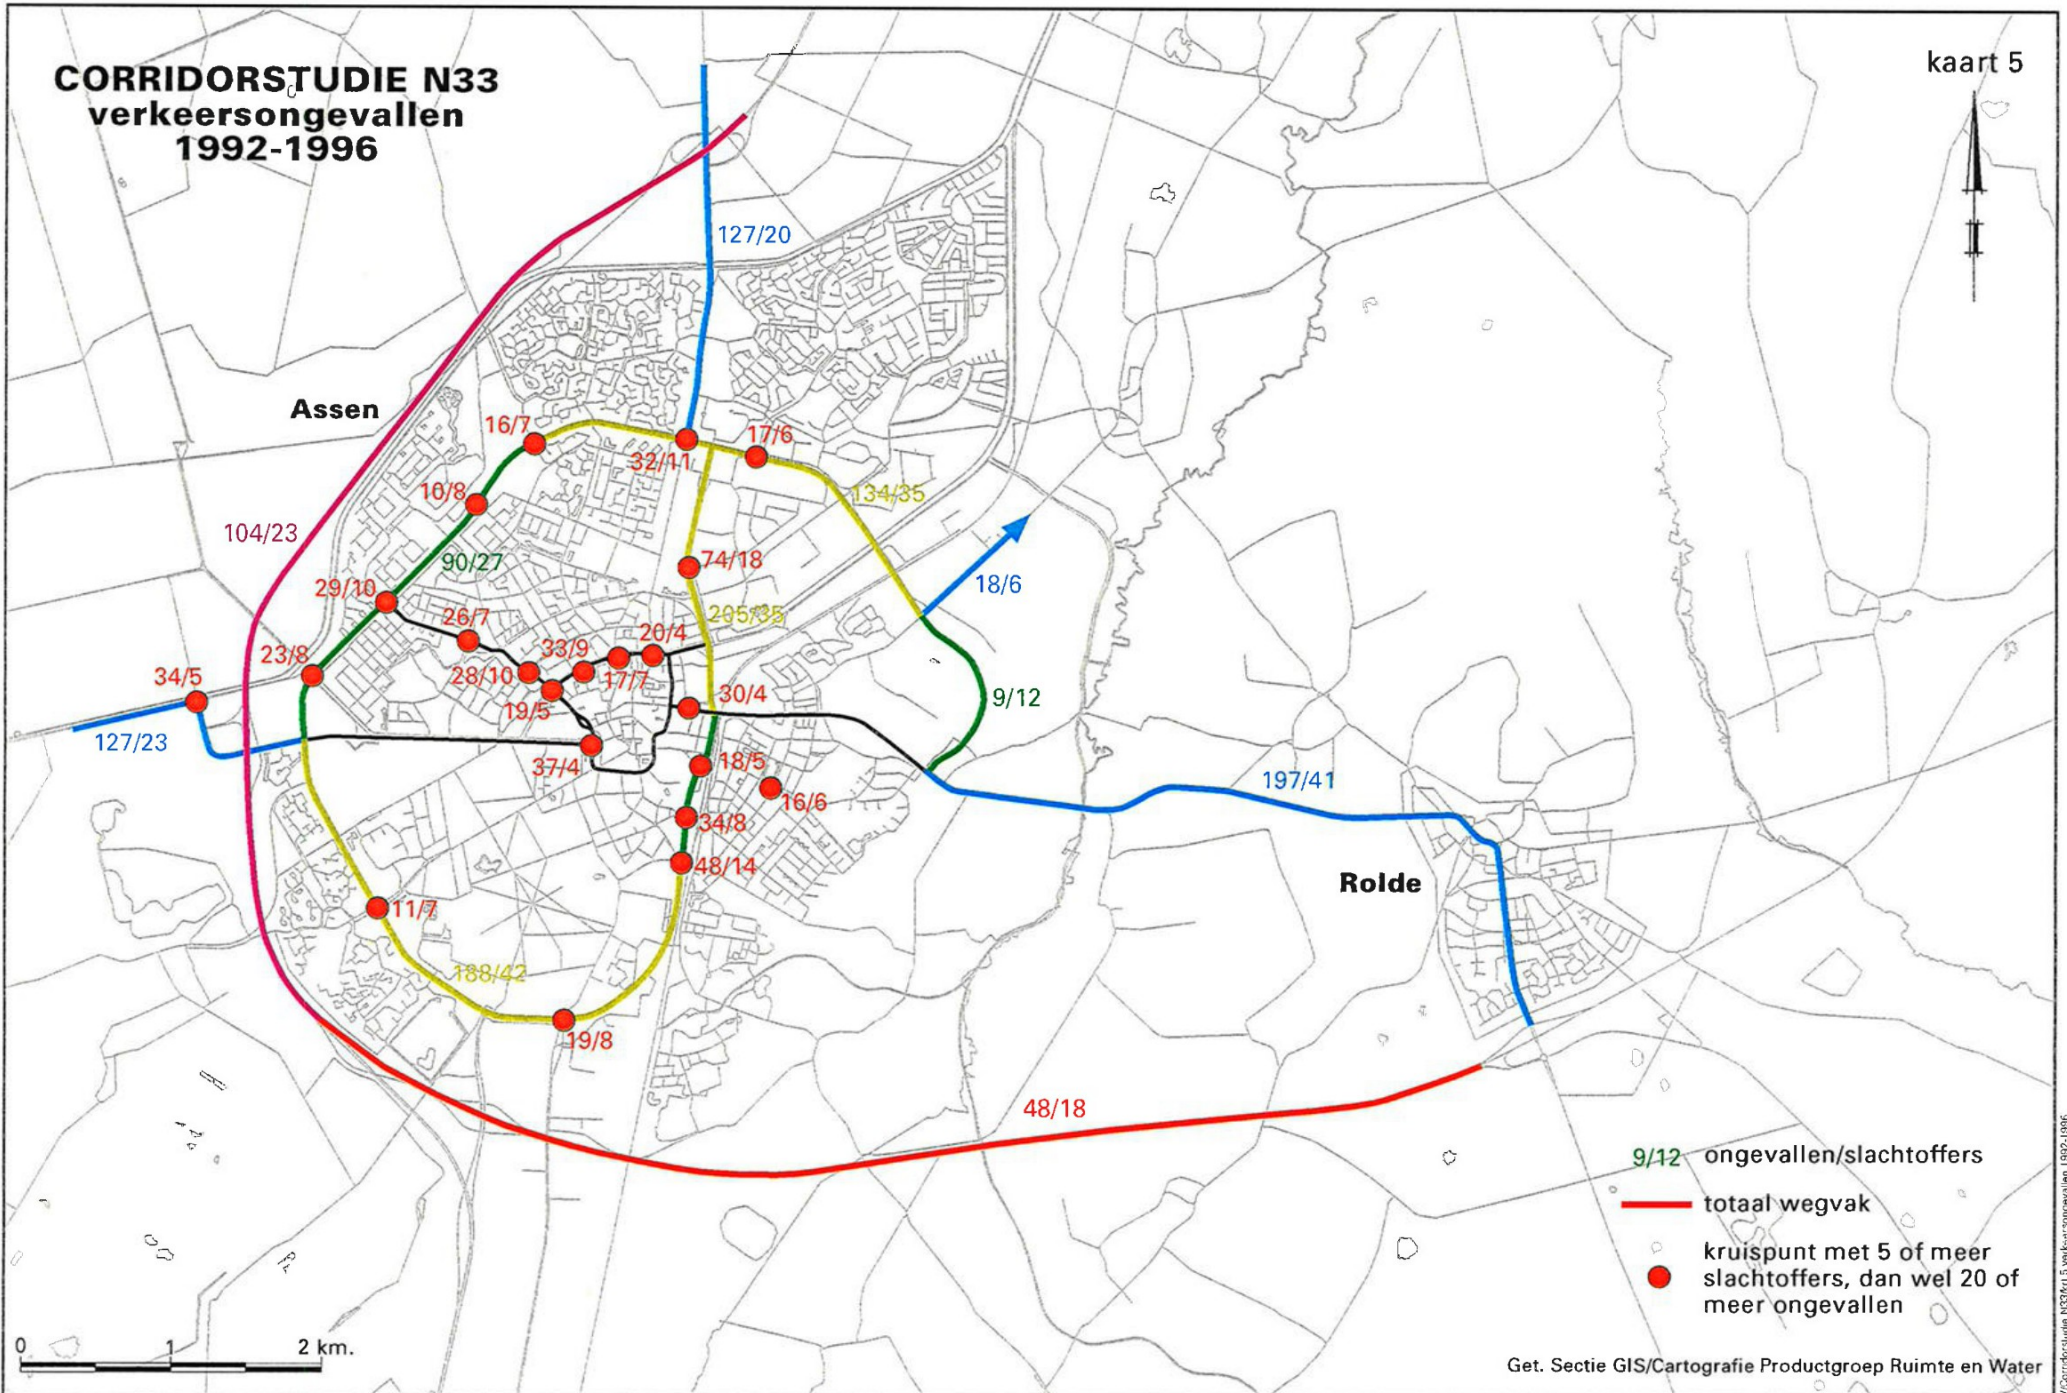 CORRIDORSTUDIE N33
verkeersongevallen
1992-1996
kaart 5
127/20
Assen
16/7
17/6
32/11
10/8
134/35
104/23
90/27
74/18
18/6
29/10
26/7
205/35
33/9
20/4
23/8
28/10
17/7
34/5
19/5
30/4
9/12
127/23
37/4
18/5
197/41
16/6
34/8
48/14
Rolde
11/7
188/42
19/8
48/18
9/12 ongevallen/slachtoffers
totaal wegvak
kruispunt met 5 of meer
slachtoffers, dan wel 20 of
meer ongevallen
0 1 2 km.
Get. Sectie GIS/Cartografie Productgroep Ruimte en Water